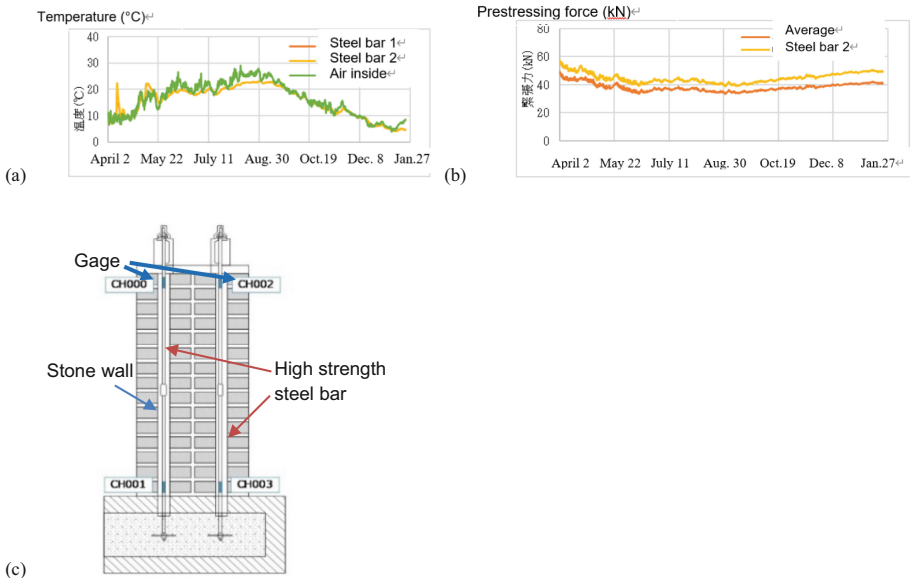 Temperature (°C)
Steel bar 1↵
Steel bar 2↵
Air inside↵
温度(℃)
40
30
20
10
0
April 2 May 22 July 11 Aug. 30 Oct.19 Dec. 8 Jan.27
(a)
Prestressing force (kN)↵
Average↵
Steel bar 2↵
緊張力(kN)
80
60
40
20
0
April 2 May 22 July 11 Aug. 30 Oct.19 Dec. 8 Jan.27↵
(b)
Gage
CH000
CH002
Stone wall
High strength
steel bar
CH001
CH003
(c)